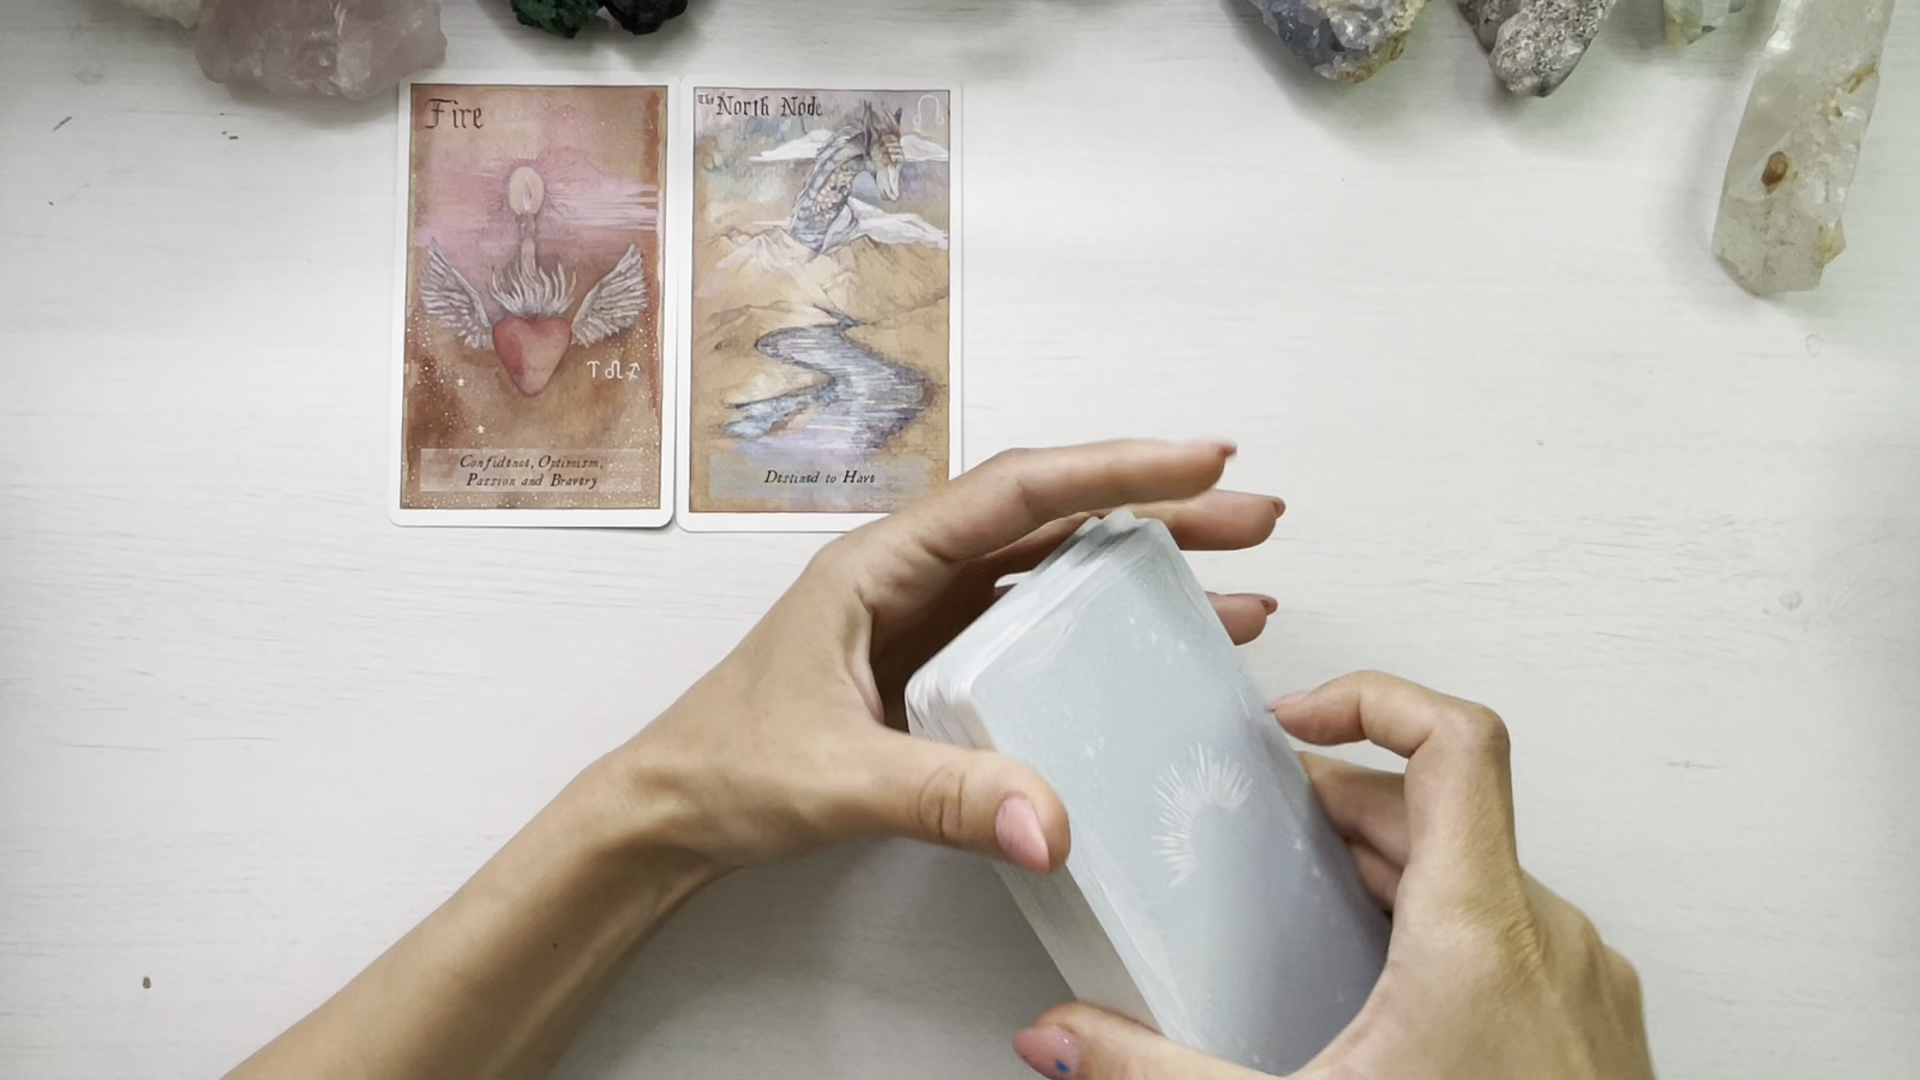 Fire
Confidence, Optimism,
Passion and Bravery
The North Node
Destined to Have